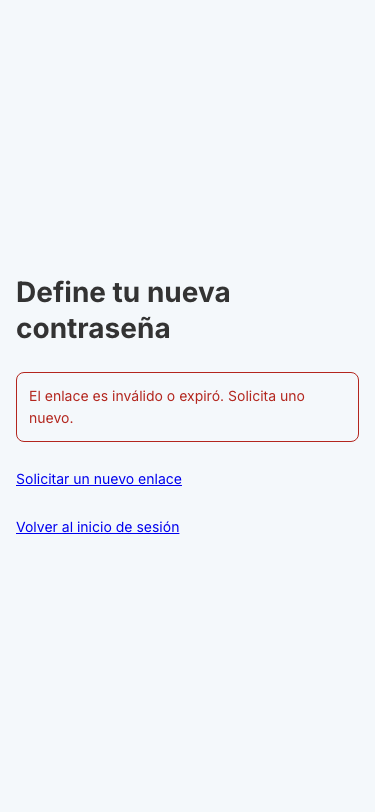 Define tu nueva
contraseña
El enlace es inválido o expiró. Solicita uno
nuevo.
Solicitar un nuevo enlace
Volver al inicio de sesión